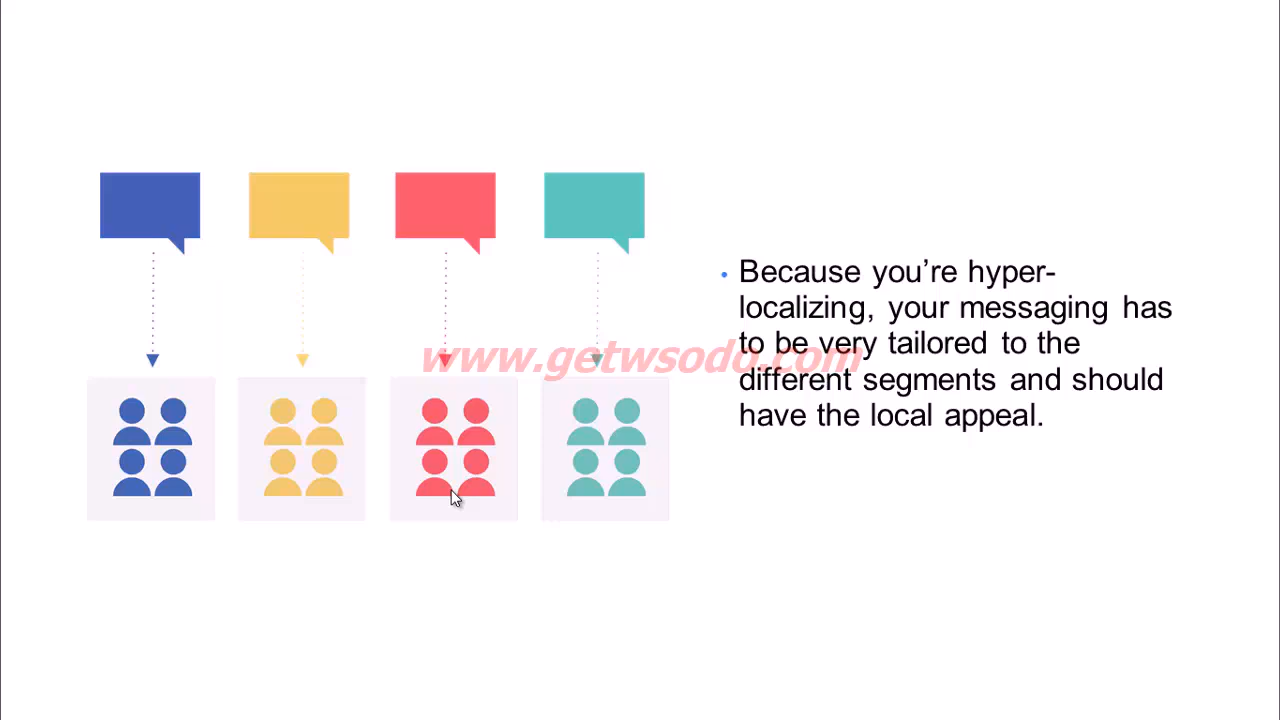 • Because you’re hyper-
localizing, your messaging has
to be very tailored to the
www.getwsodo.com
different segments and should
have the local appeal.